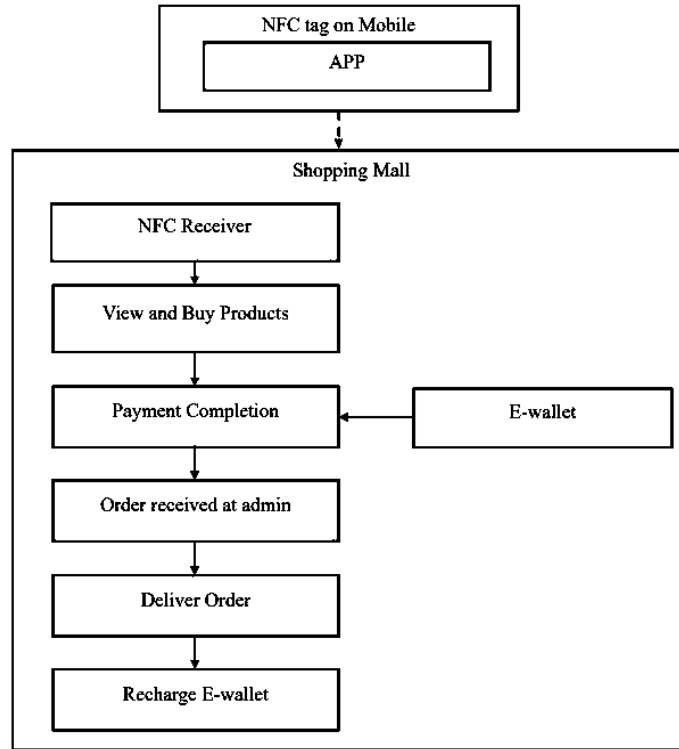 NFC tag on Mobile
APP
Shopping Mall
NFC Receiver
View and Buy Products
Payment Completion
E-wallet
Order received at admin
Deliver Order
Recharge E-wallet